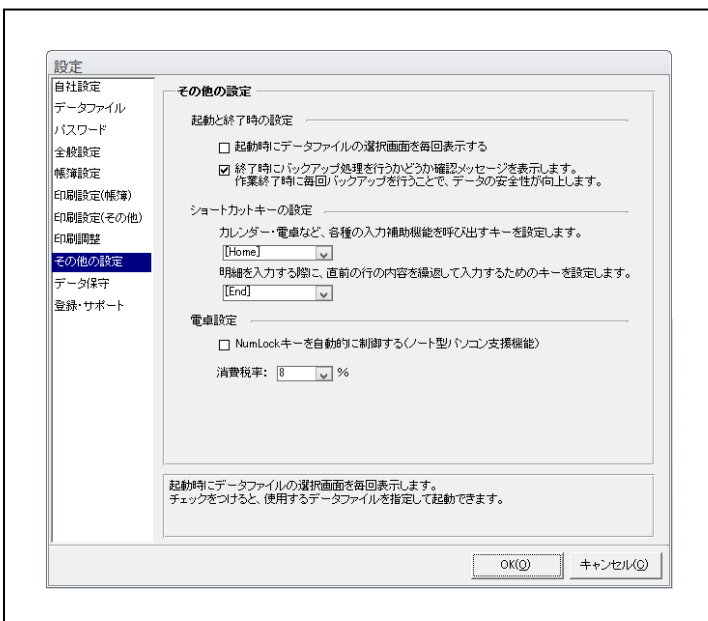 設定
自社設定
データファイル
パスワード
全般設定
帳簿設定
印刷設定(帳簿)
印刷設定(その他)
印刷調整
その他の設定
データ保守
登録・サポート
その他の設定
起動と終了時の設定
起動時にデータファイルの選択画面を毎回表示する
終了時にバックアップ処理を行うかどうか確認メッセージを表示します。
作業終了時に毎回バックアップを行うことで、データの安全性が向上します。
ショートカットキーの設定
カレンダー・電卓など、各種の入力補助機能を呼び出すキーを設定します。
[Home]
明細を入力する際に、直前の行の内容を繰返して入力するためのキーを設定します。
[End]
電卓設定
NumLockキーを自動的に制御する(ノート型パソコン支援機能)
消費税率: 8 %
起動時にデータファイルの選択画面を毎回表示します。
チェックをつけると、使用するデータファイルを指定して起動できます。
OK(O) キャンセル(C)